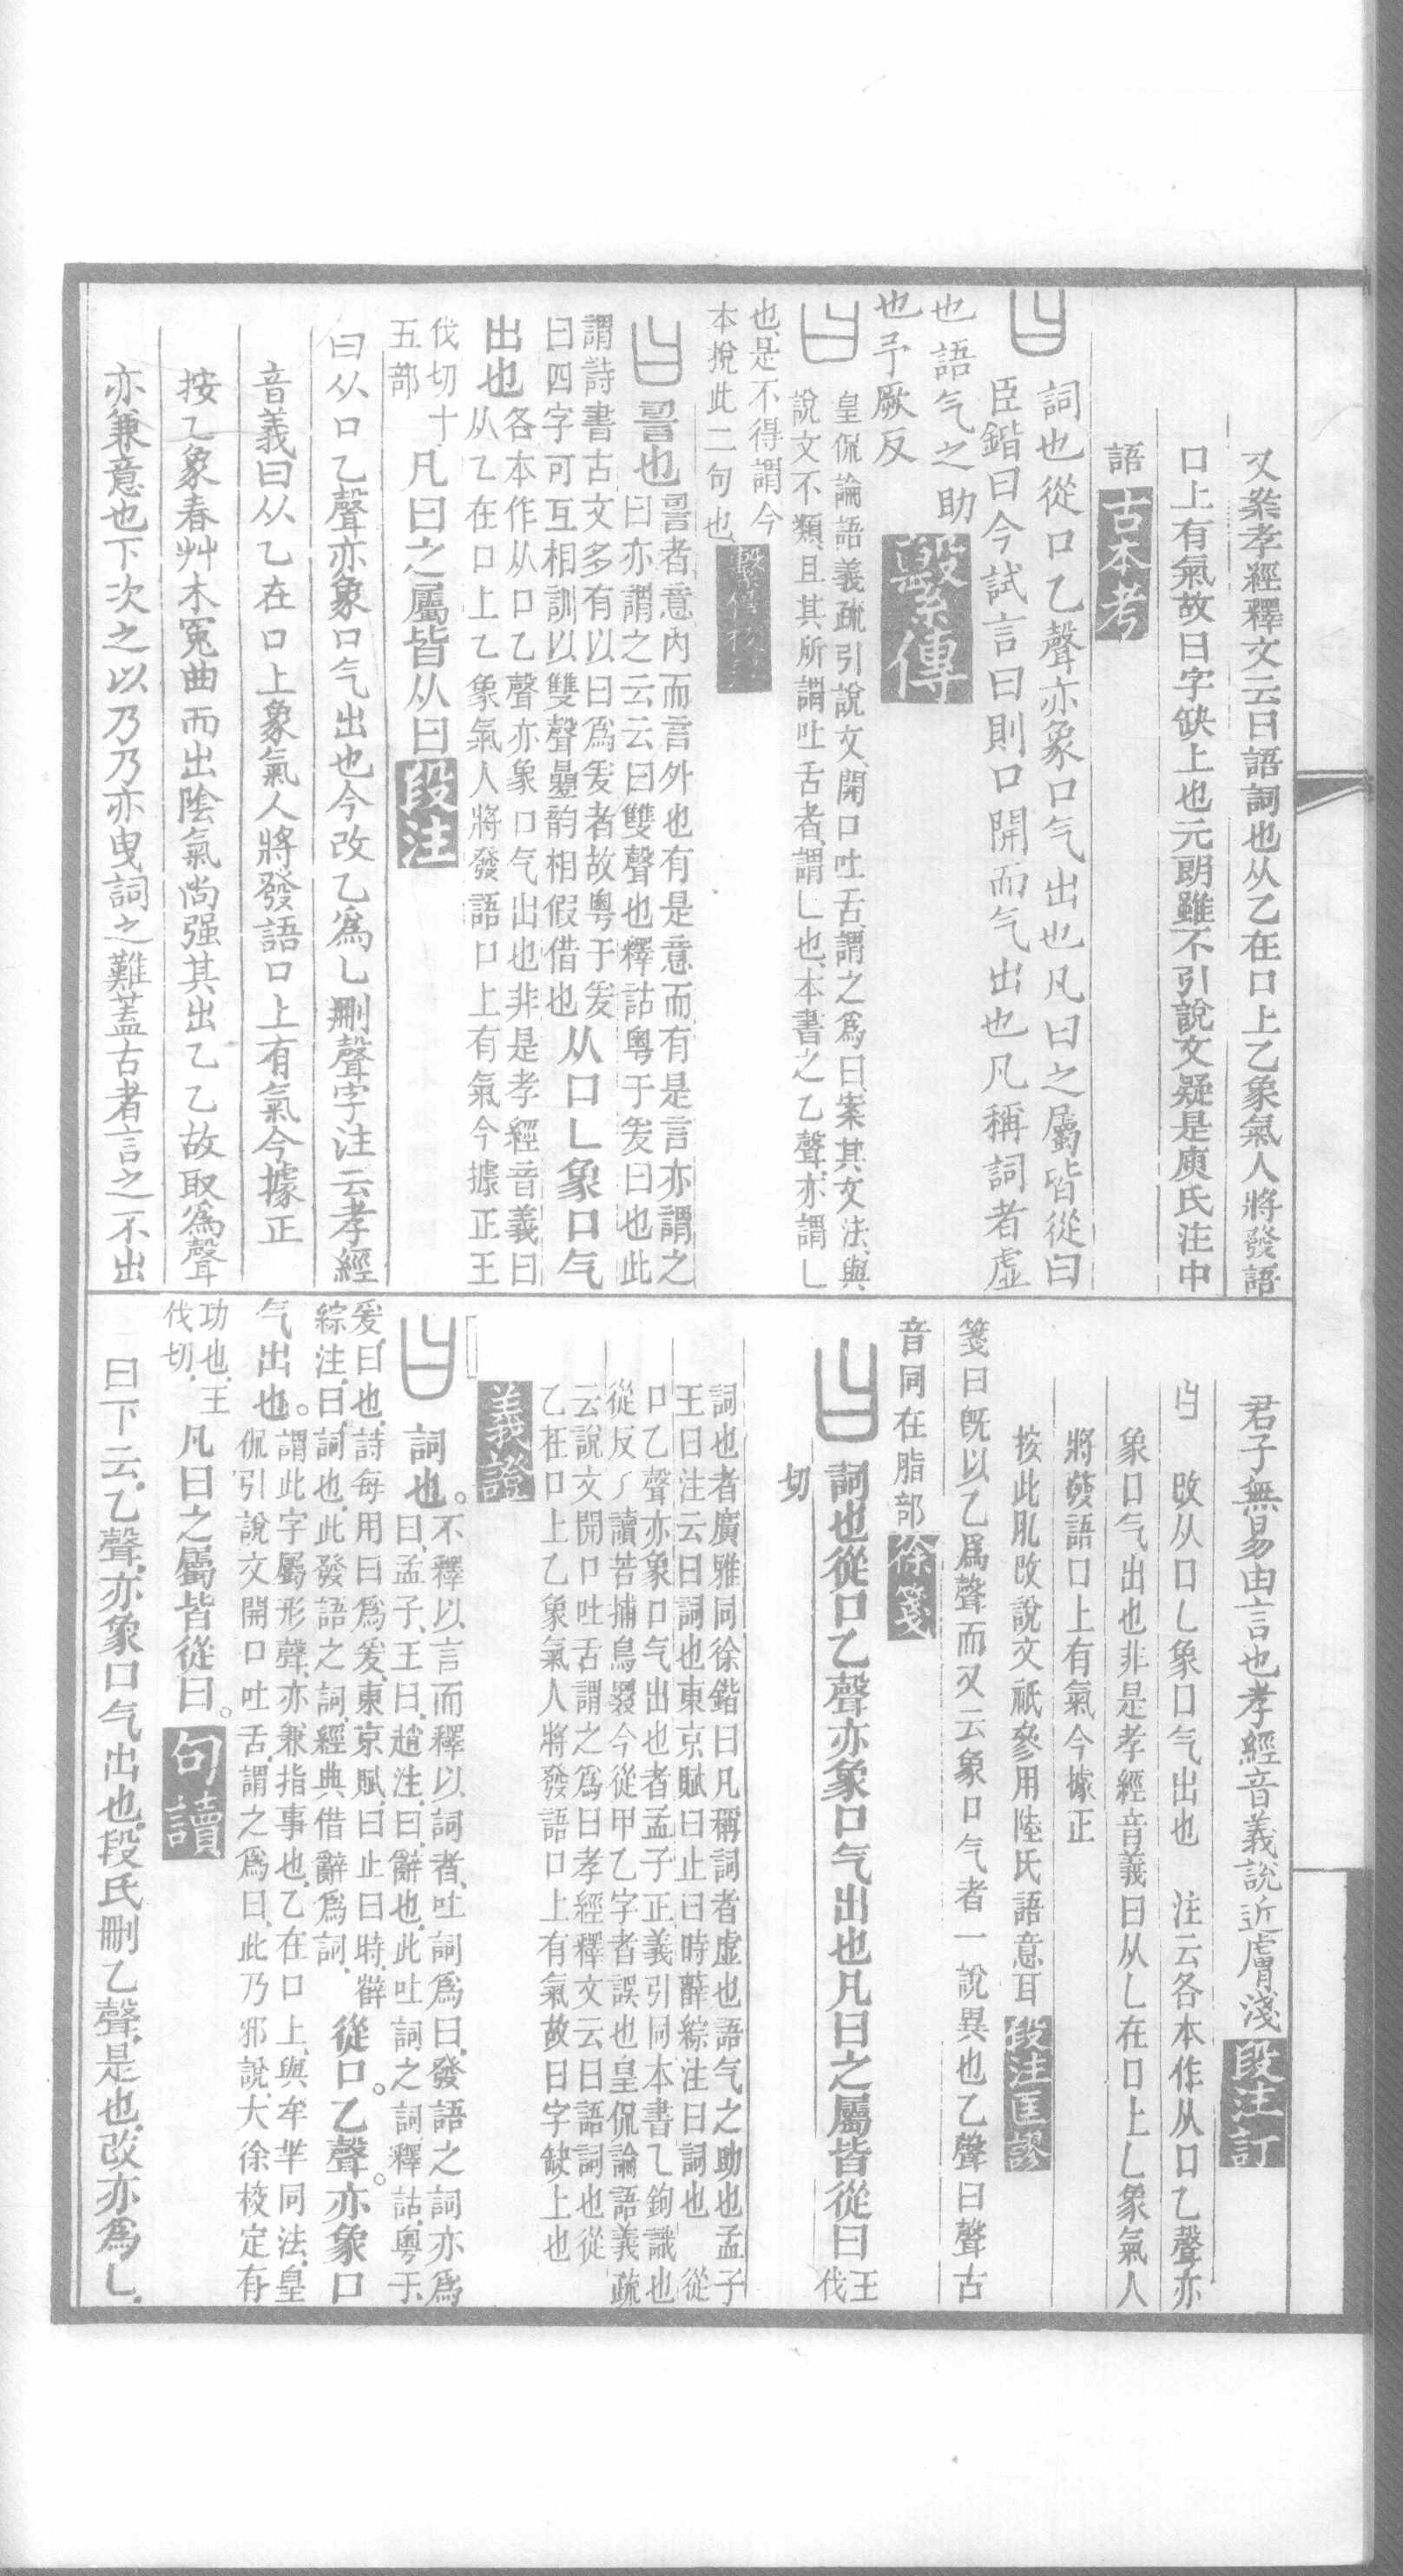 又案孝經釋文云曰語詞也从乙在口上乙象氣人將發語
口上有氣故曰字缺上也元朗雖不引說文疑是庾氏注中
語 古本考
詞也從口乙聲亦象口气出也凡曰之屬皆從曰
臣鍇曰今試言曰則口開而气出也凡稱詞者虛
也語气之助
也予厥反 繫傳
皇侃論語義疏引說文開口吐舌謂之爲曰案其文法與
說文不類且其所謂吐舌者謂乚也本書之乙聲亦謂乚
也是不得謂今
本挩此二句也
䛐也
䛐者意內而言外也有是意而有是言亦謂之
曰亦謂之云云曰雙聲也釋詁粵于爰曰也此
謂詩書古文多有以曰爲爰者故粵于爰
曰四字可互相訓以雙聲曡韵相假借也
从口乚象口气
出也
各本作从口乙聲亦象口气出也非是孝經音義曰
从乙在口上乙象氣人將發語口上有氣今據正王
伐切十
五部
凡曰之屬皆从曰 段注
曰从口乙聲亦象口气出也今改乙爲乚刪聲字注云孝經
音義曰从乙在口上象氣人將發語口上有氣今據正
按乙象春艸木冤曲而出陰氣尚强其出乙乙故取爲聲
亦兼意也下次之以乃乃亦曳詞之難蓋古者言之不出
君子無易由言也孝經音義說近膚淺 段注訂
改从口乚象口气出也 注云各本作从口乙聲亦
象口气出也非是孝經音義曰从乚在口上乚象氣人
將發語口上有氣今據正
按此肊改說文祇參用陸氏語意耳 段注匡謬
箋曰既以乙爲聲而又云象口气者一說異也乙聲曰聲古
音同在脂部 徐箋
詞也從口乙聲亦象口气出也凡曰之屬皆從曰 王伐
切
詞也者廣雅同徐鍇曰凡稱詞者虛也語气之助也孟子
王曰注云曰詞也東京賦曰止曰時薛綜注曰詞也 從
口乙聲亦象口气出也者孟子正義引同本書乚鉤識也
從反亅讀若捕鳥罬今從甲乙字者誤也皇侃論語義疏
云說文開口吐舌謂之爲曰孝經釋文云曰語詞也從
乙在口上乙象氣人將發語口上有氣故曰字缺上也
義證
詞也。
不釋以言而釋以詞者、吐詞爲曰、發語之詞亦爲
曰、孟子、王曰、趙注、曰、辭也、此吐詞之詞、釋詁、粵于
爰、曰也、詩每用曰爲爰、東京賦、曰止曰時、薛
綜注、曰、詞也、此發語之詞、經典借辭爲詞、
從口。乙聲。亦象口
气出也。
謂此字屬形聲、亦兼指事也、乙在口上、與牟羋同法、皇
侃引說文開口吐舌、謂之爲曰、此乃邪說、大徐校定有
功也、王
伐切、
凡曰之屬皆從曰。 句讀
曰下云、乙聲、亦象口气出也、段氏刪乙聲、是也、改亦爲乚、